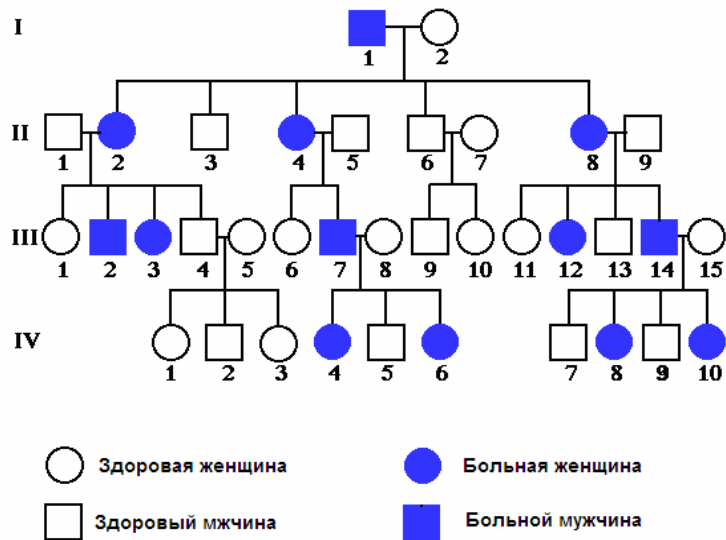 I
1 2
II
1 2 3 4 5 6 7 8 9
III
1 2 3 4 5 6 7 8 9 10 11 12 13 14 15
IV
1 2 3 4 5 6 7 8 9 10
Здоровая женщина Больная женщина
Здоровый мжчина Больной мужчина